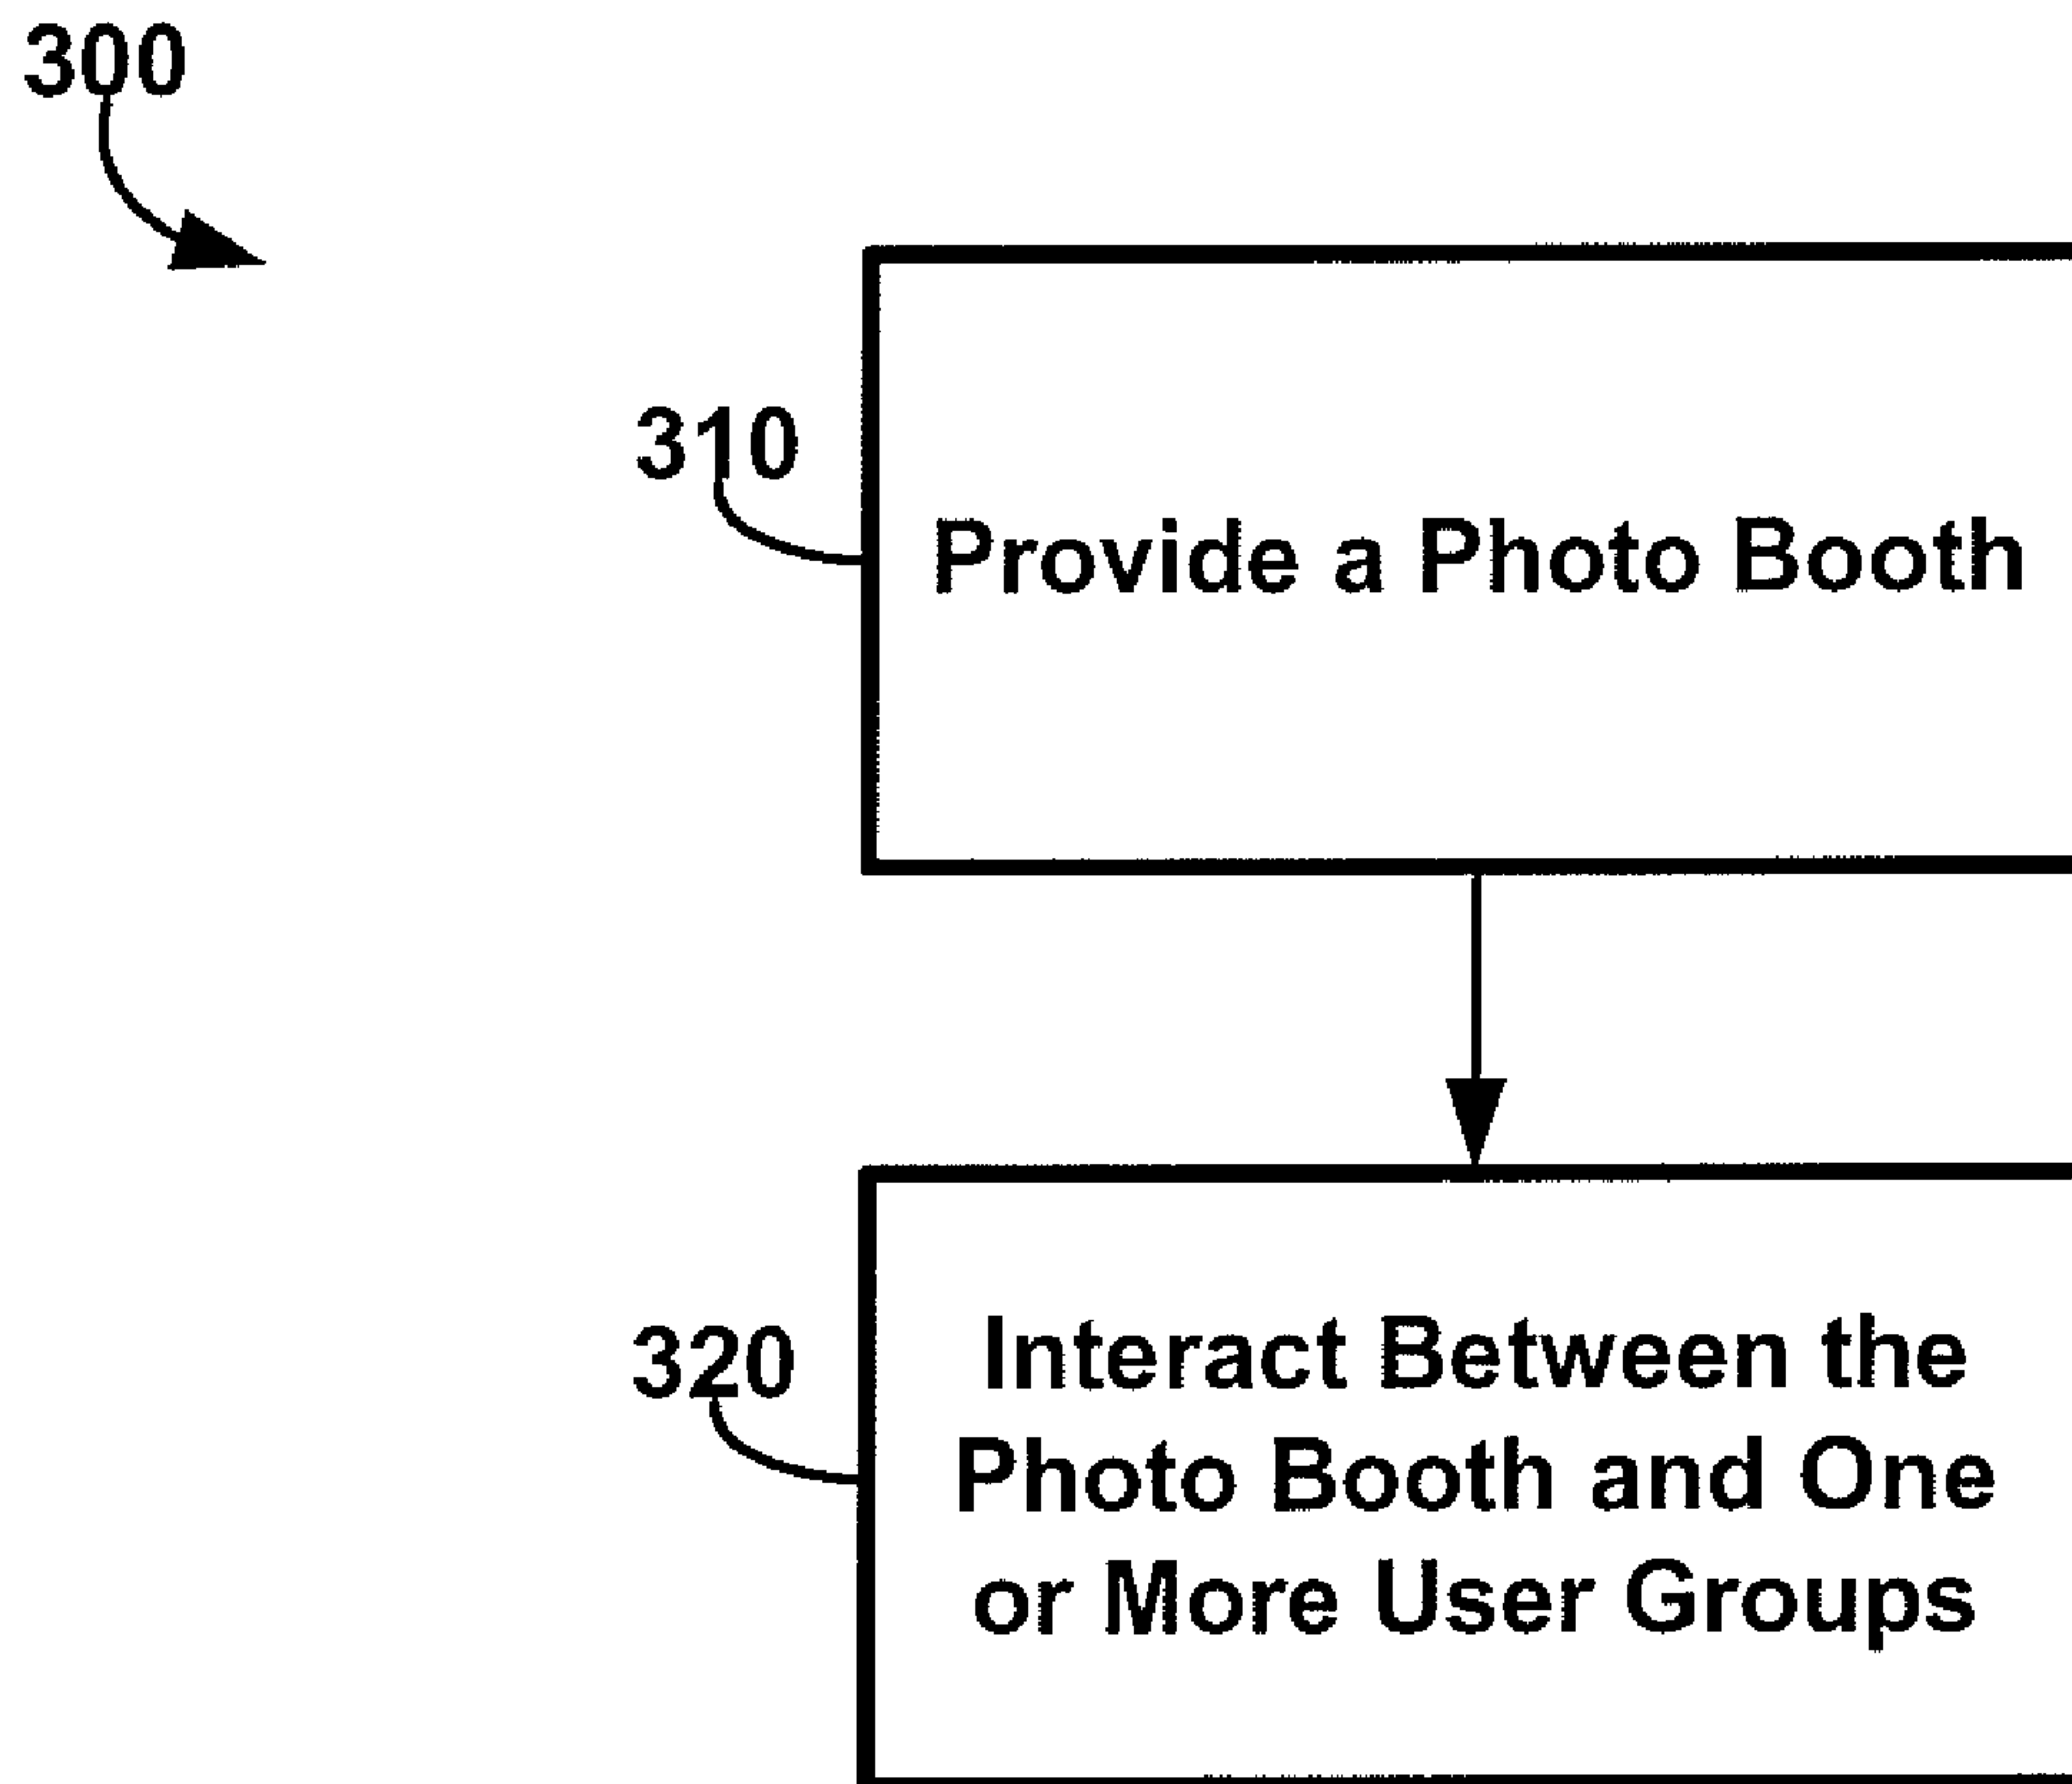 300
310
Provide a Photo Booth
320
Interact Between the
Photo Booth and One
or More User Groups